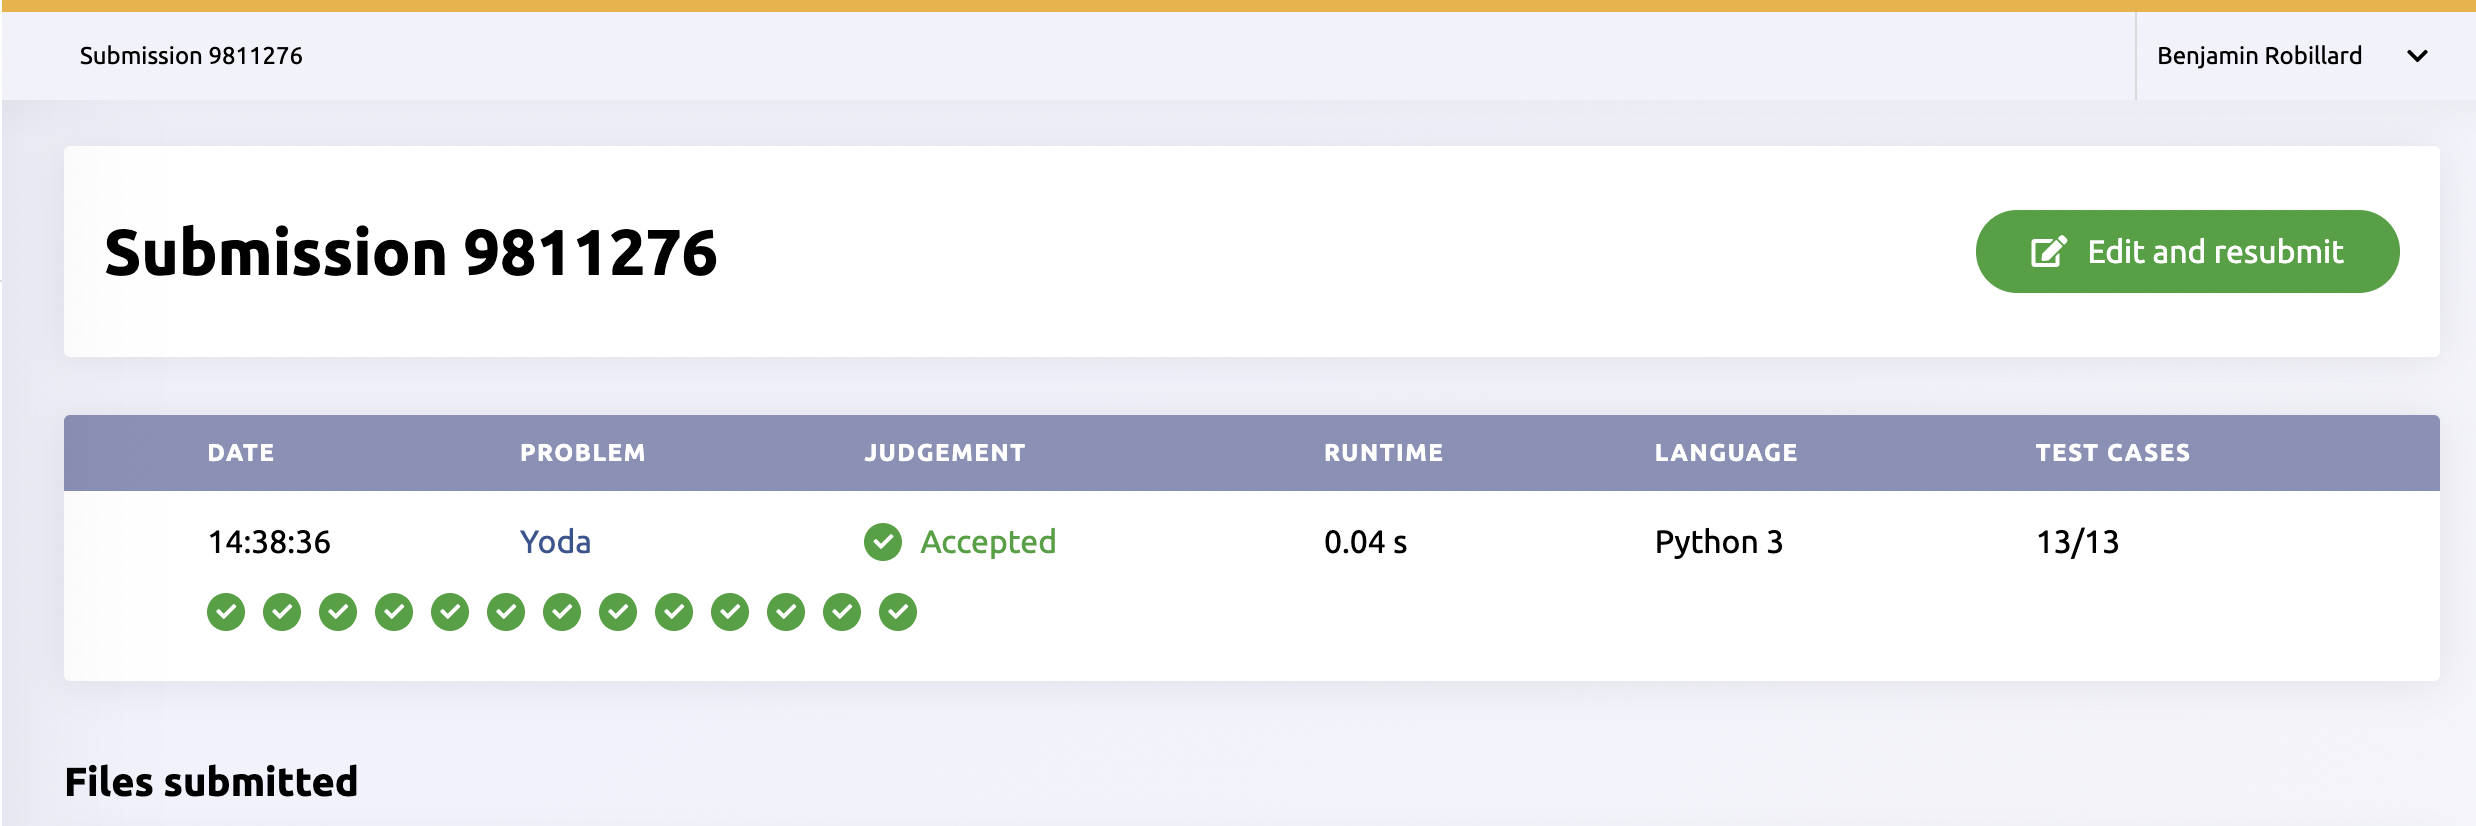 Submission 9811276
Benjamin Robillard
Submission 9811276
Edit and resubmit
DATE PROBLEM JUDGEMENT RUNTIME LANGUAGE TEST CASES
14:38:36 Yoda Accepted 0.04 s Python 3 13/13
Files submitted